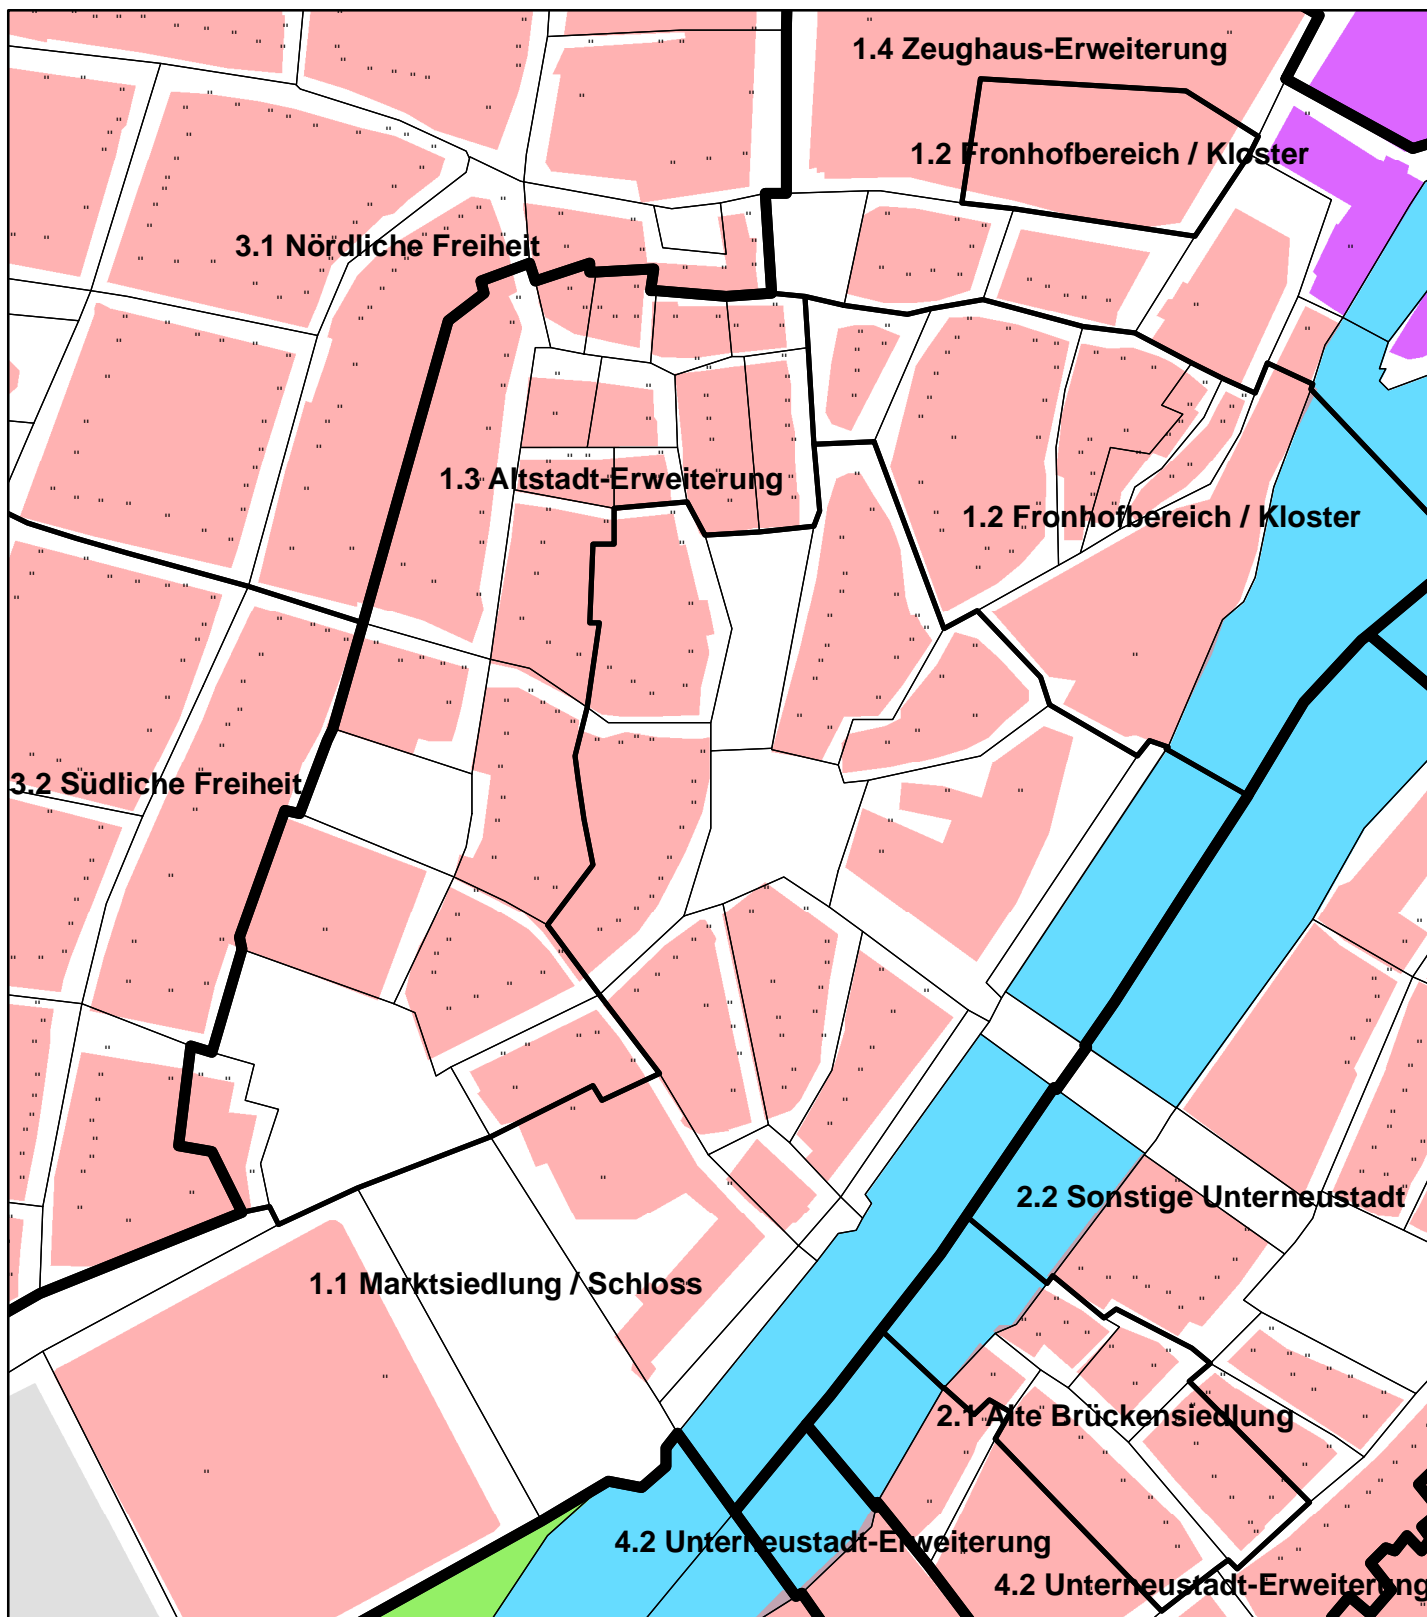 1.4 Zeughaus-Erweiterung
1.2 Fronhofbereich / Kloster
3.1 Nördliche Freiheit
1.3 Altstadt-Erweiterung
1.2 Fronhofbereich / Kloster
3.2 Südliche Freiheit
2.2 Sonstige Unterneustadt
1.1 Marktsiedlung / Schloss
2.1 Alte Brückensiedlung
4.2 Unterneustadt-Erweiterung
4.2 Unterneustadt-Erweiterung